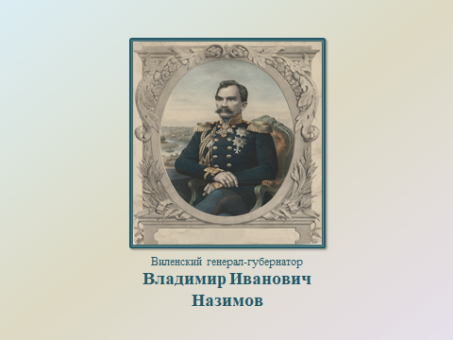 Виленский генерал-губернатор
Владимир Иванович
Назимов